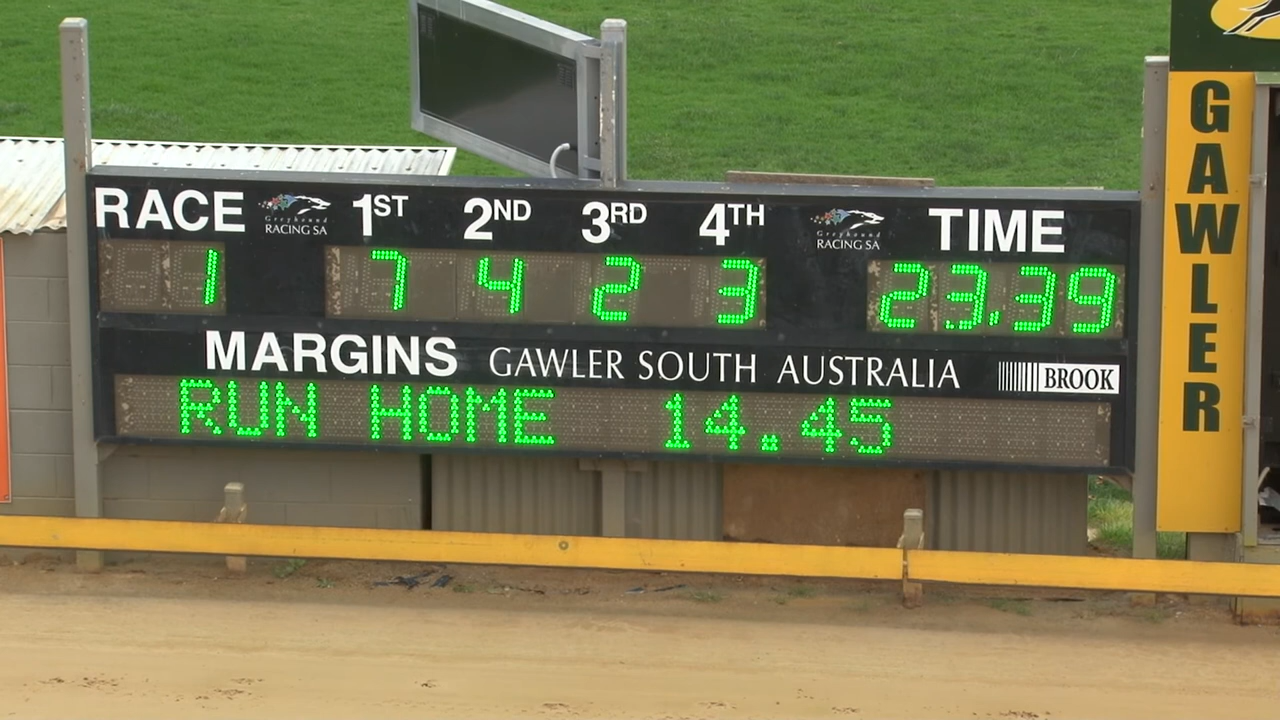 RACE Greyhound RACING SA 1ST 2ND 3RD 4TH Greyhound RACING SA TIME
1 7 4 2 3 23.39
MARGINS GAWLER SOUTH AUSTRALIA BROOK
RUN HOME 14.45
GAWLER